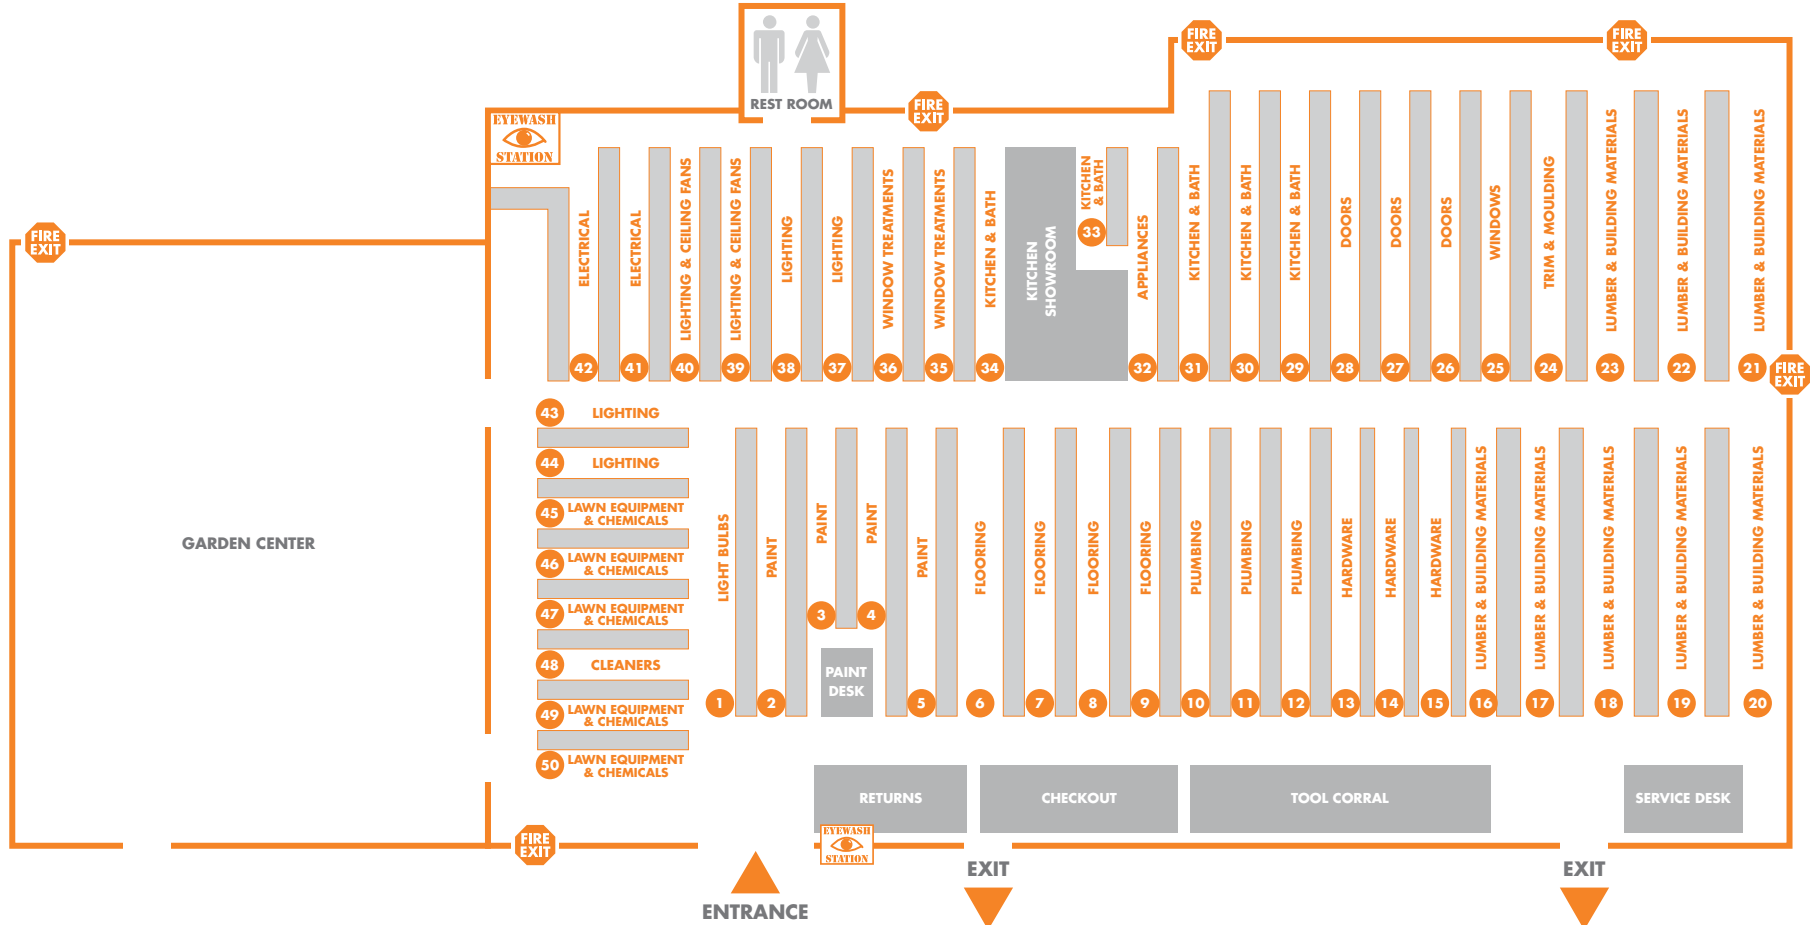 REST ROOM
FIRE
EXIT
FIRE
EXIT
FIRE
EXIT
EYEWASH
STATION
FIRE
EXIT
ELECTRICAL
42
ELECTRICAL
41
LIGHTING & CEILING FANS
40
LIGHTING & CEILING FANS
39
LIGHTING
38
LIGHTING
37
WINDOW TREATMENTS
36
WINDOW TREATMENTS
35
KITCHEN & BATH
34
KITCHEN
SHOWROOM
KITCHEN
& BATH
33
APPLIANCES
32
KITCHEN & BATH
31
KITCHEN & BATH
30
KITCHEN & BATH
29
DOORS
28
DOORS
27
DOORS
26
WINDOWS
25
TRIM & MOULDING
24
LUMBER & BUILDING MATERIALS
23
LUMBER & BUILDING MATERIALS
22
LUMBER & BUILDING MATERIALS
21
FIRE
EXIT
GARDEN CENTER
43 LIGHTING
44 LIGHTING
45 LAWN EQUIPMENT
& CHEMICALS
46 LAWN EQUIPMENT
& CHEMICALS
47 LAWN EQUIPMENT
& CHEMICALS
48 CLEANERS
49 LAWN EQUIPMENT
& CHEMICALS
50 LAWN EQUIPMENT
& CHEMICALS
LIGHT BULBS
1
PAINT
2
PAINT
3
PAINT
4
PAINT
DESK
PAINT
5
FLOORING
6
FLOORING
7
FLOORING
8
FLOORING
9
PLUMBING
10
PLUMBING
11
PLUMBING
12
HARDWARE
13
HARDWARE
14
HARDWARE
15
LUMBER & BUILDING MATERIALS
16
LUMBER & BUILDING MATERIALS
17
LUMBER & BUILDING MATERIALS
18
LUMBER & BUILDING MATERIALS
19
LUMBER & BUILDING MATERIALS
20
RETURNS
CHECKOUT
TOOL CORRAL
SERVICE DESK
FIRE
EXIT
EYEWASH
STATION
ENTRANCE
EXIT
EXIT